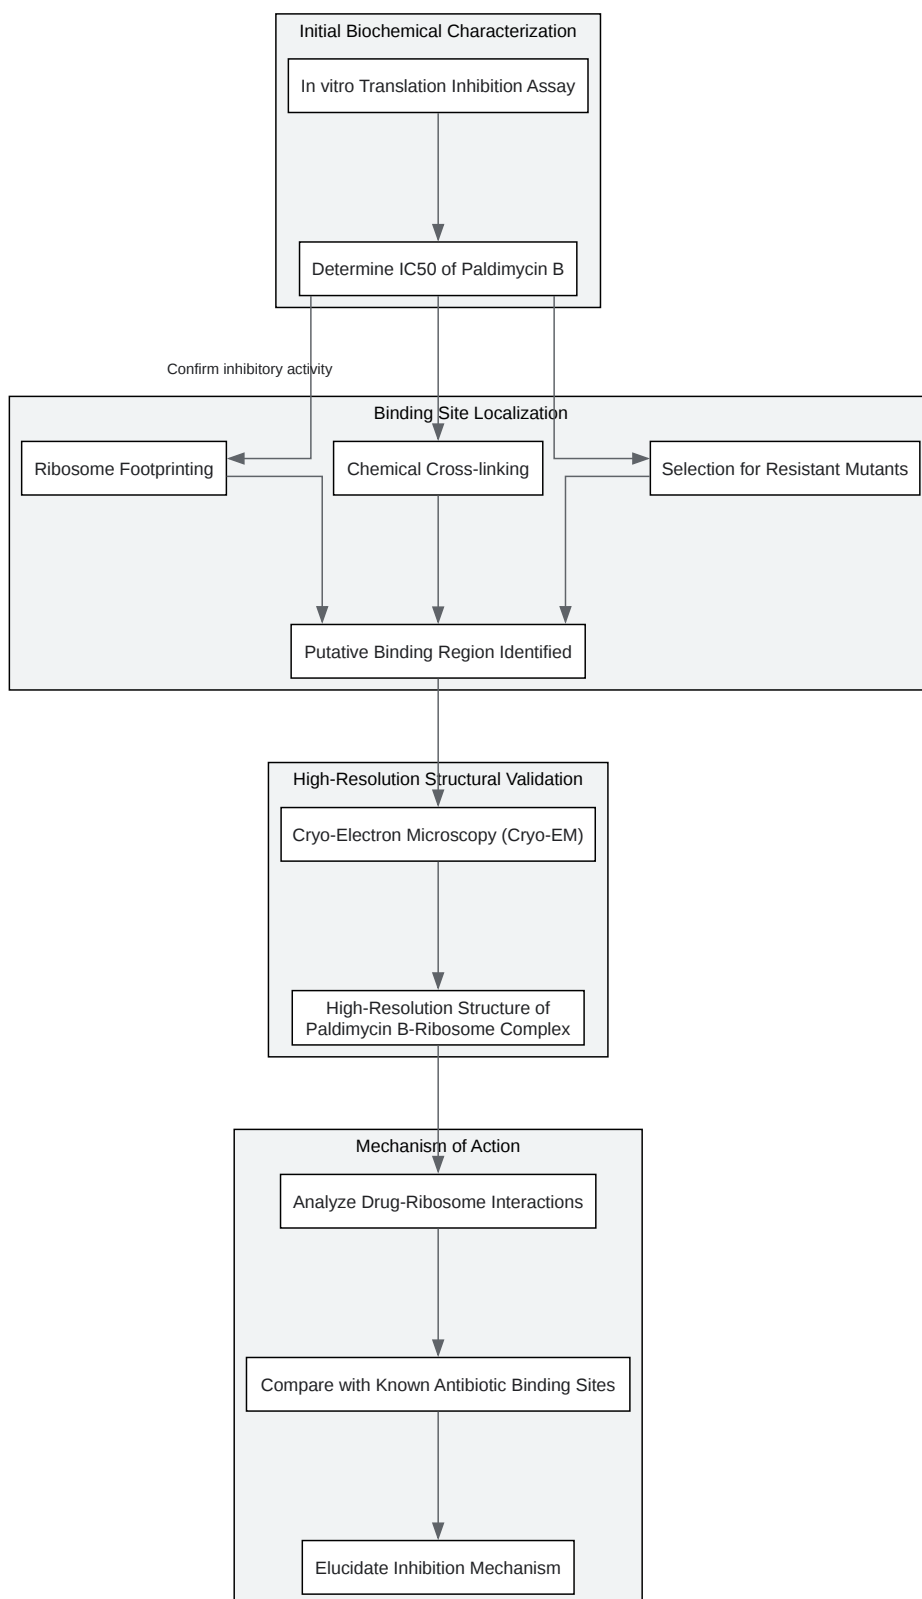 Initial Biochemical Characterization
In vitro Translation Inhibition Assay
Determine IC50 of Paldimycin B
Confirm inhibitory activity
Binding Site Localization
Ribosome Footprinting
Chemical Cross-linking
Selection for Resistant Mutants
Putative Binding Region Identified
High-Resolution Structural Validation
Cryo-Electron Microscopy (Cryo-EM)
High-Resolution Structure of
Paldimycin B-Ribosome Complex
Mechanism of Action
Analyze Drug-Ribosome Interactions
Compare with Known Antibiotic Binding Sites
Elucidate Inhibition Mechanism